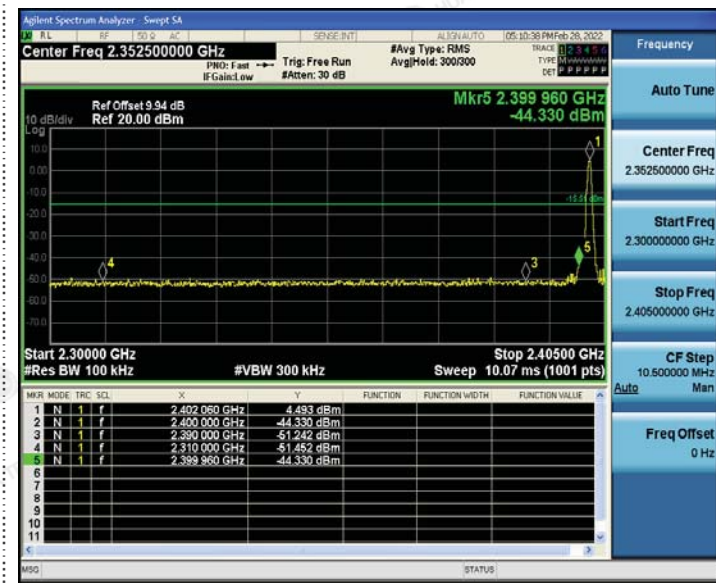 Agilent Spectrum Analyzer - Swept SA
RL RF 50 Ω AC SENSE:INT ALIGN AUTO 05:10:38 PM Feb 28, 2022
Center Freq 2.352500000 GHz
PNO: Fast
IFGain:Low
Trig: Free Run
#Atten: 30 dB
#Avg Type: RMS
Avg|Hold: 300/300
TRACE 1 2 3 4 5 6
TYPE M
DET P P P P P P
Frequency
Mkr5 2.399 960 GHz
-44.330 dBm
Ref Offset 9.94 dB
10 dB/div Ref 20.00 dBm
Log
10.0
0.00
-10.0
-20.0
-30.0
-40.0
-50.0
-60.0
-70.0
1
5
4
3
Start 2.30000 GHz Stop 2.40500 GHz
#Res BW 100 kHz #VBW 300 kHz Sweep 10.07 ms (1001 pts)
MKR MODE TRC SCL X Y FUNCTION FUNCTION WIDTH FUNCTION VALUE
1 N 1 f 2.402 060 GHz 4.493 dBm
2 N 1 f 2.400 000 GHz -44.330 dBm
3 N 1 f 2.390 000 GHz -51.242 dBm
4 N 1 f 2.310 000 GHz -51.452 dBm
5 N 1 f 2.399 960 GHz -44.330 dBm
6
7
8
9
10
11
MSG STATUS
Auto Tune
Center Freq
2.352500000 GHz
Start Freq
2.300000000 GHz
Stop Freq
2.405000000 GHz
CF Step
10.500000 MHz
Auto Man
Freq Offset
0 Hz